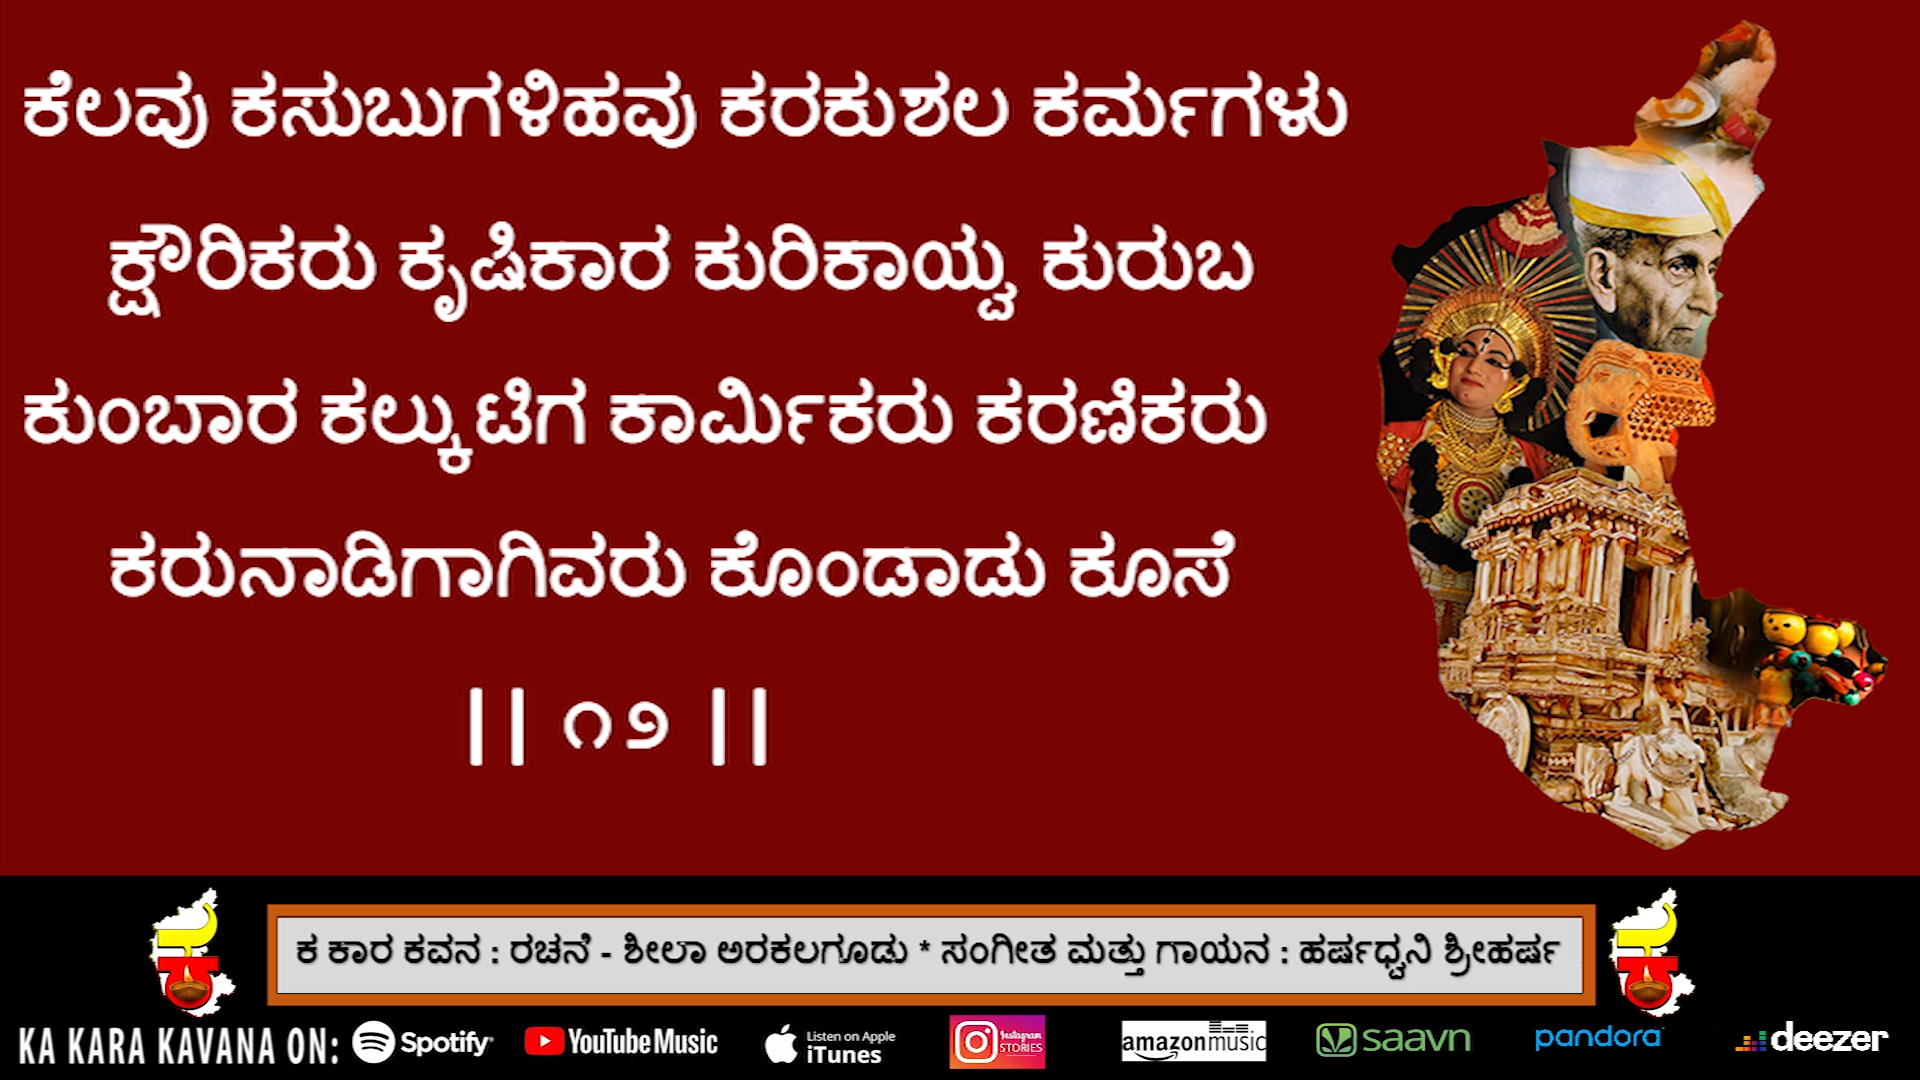 ಕೆಲವು ಕಸುಬುಗಳಿಹವು ಕರಕುಶಲ ಕರ್ಮಗಳು
ಕ್ಷೌರಿಕರು ಕೃಷಿಕಾರ ಕುರಿಕಾಯ್ವ ಕುರುಬ
ಕುಂಬಾರ ಕಲ್ಕುಟಿಗ ಕಾರ್ಮಿಕರು ಕರಣಿಕರು
ಕರುನಾಡಿಗಾಗಿವರು ಕೊಂಡಾಡು ಕೂಸೆ
|| ೧೨ ||
ಕ ಕಾರ ಕವನ : ರಚನೆ - ಶೀಲಾ ಅರಕಲಗೂಡು * ಸಂಗೀತ ಮತ್ತು ಗಾಯನ : ಹರ್ಷಧ್ವನಿ ಶ್ರೀಹರ್ಷ
ಕ
ಕ
KA KARA KAVANA ON: Spotify YouTube Music Listen on Apple iTunes Instagram STORIES amazon music saavn pandora deezer